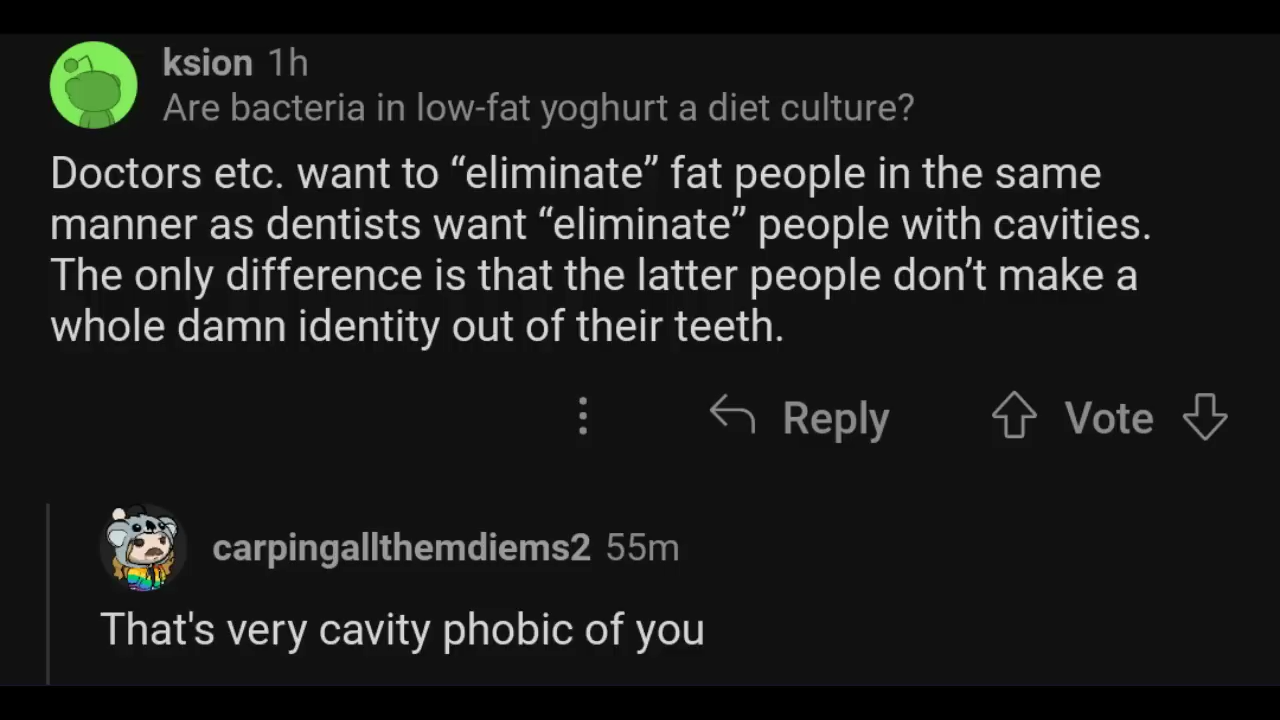 ksion 1h
Are bacteria in low-fat yoghurt a diet culture?
Doctors etc. want to “eliminate” fat people in the same
manner as dentists want “eliminate” people with cavities.
The only difference is that the latter people don’t make a
whole damn identity out of their teeth.
Reply Vote
carpingallthemdiems2 55m
That's very cavity phobic of you